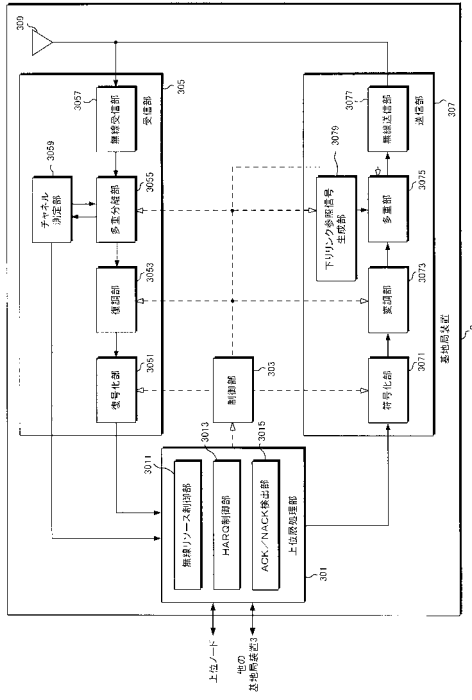 309
305
受信部
3057
無線受信部
3059
チャネル
測定部
3055
多重分離部
3053
復調部
3051
復号化部
303
制御部
3079
下りリンク参照信号
生成部
307
送信部
3077
無線送信部
3075
多重部
3073
変調部
3071
符号化部
基地局装置
3
3011
無線リソース制御部
3013
HARQ制御部
3015
ACK/NACK検出部
上位層処理部
301
上位ノード
他の
基地局装置3